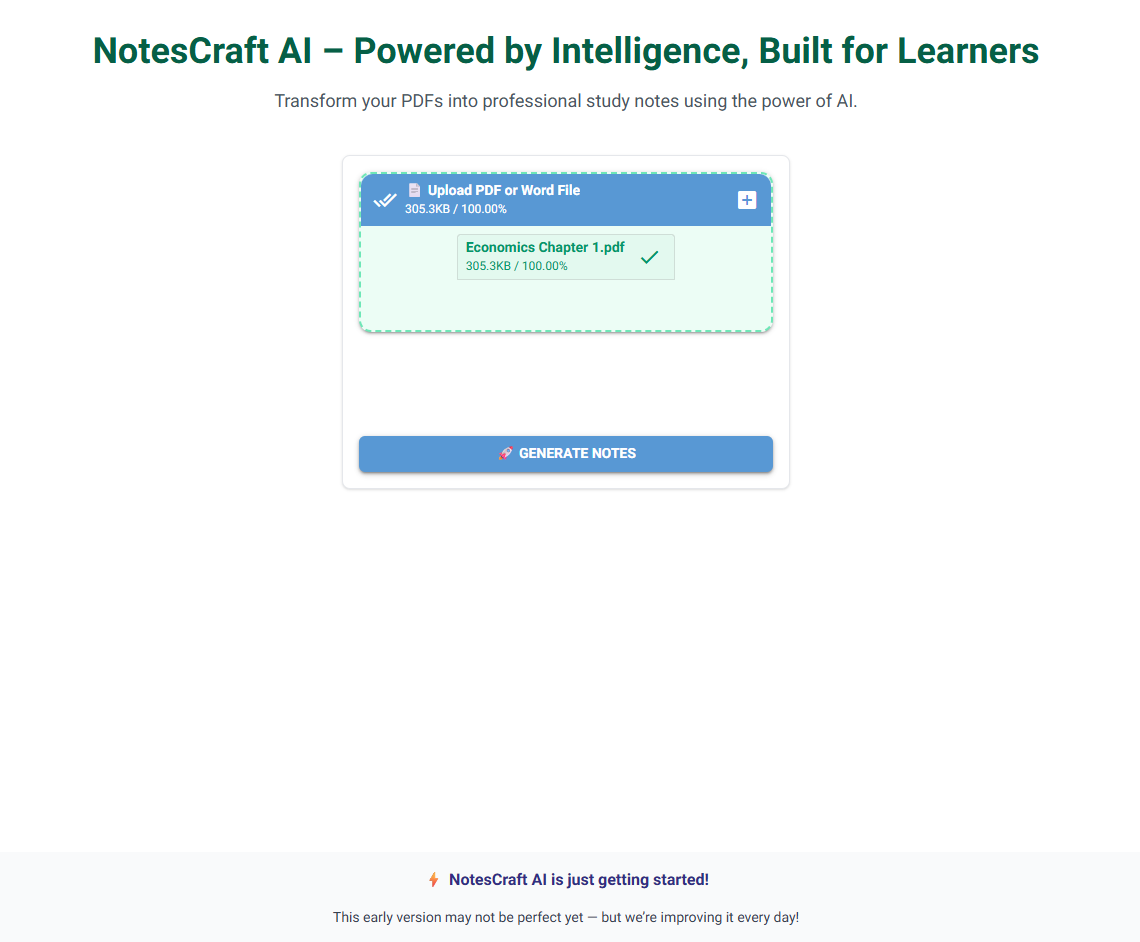 NotesCraft AI – Powered by Intelligence, Built for Learners
Transform your PDFs into professional study notes using the power of AI.
Upload PDF or Word File
305.3KB / 100.00%
Economics Chapter 1.pdf
305.3KB / 100.00%
🚀 GENERATE NOTES
⚡ NotesCraft AI is just getting started!
This early version may not be perfect yet — but we’re improving it every day!